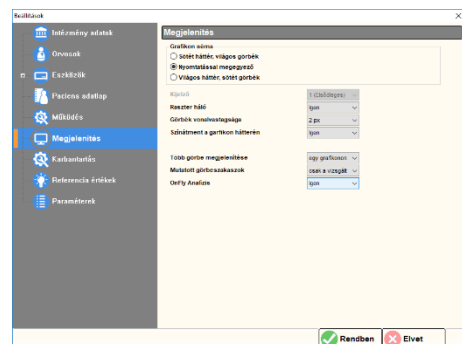 Beállítások
Intézmény adatok
Orvosok
Eszközök
Páciens adatlap
Működés
Megjelenítés
Karbantartás
Referencia értékek
Paraméterek
Megjelenítés
Grafikon séma
Sötét háttér, világos görbék
Nyomtatással megegyező
Világos háttér, sötét görbék
Kijelző 1 (Elsődleges)
Raszter háló Igen
Görbék vonalvastagsága 2 px
Színátment a garfikon hátterén Igen
Több görbe megjelenítése egy grafikonon
Mutatott görbeszakaszok csak a vizsgált
OnFly Analízis Igen
Rendben
Elvet